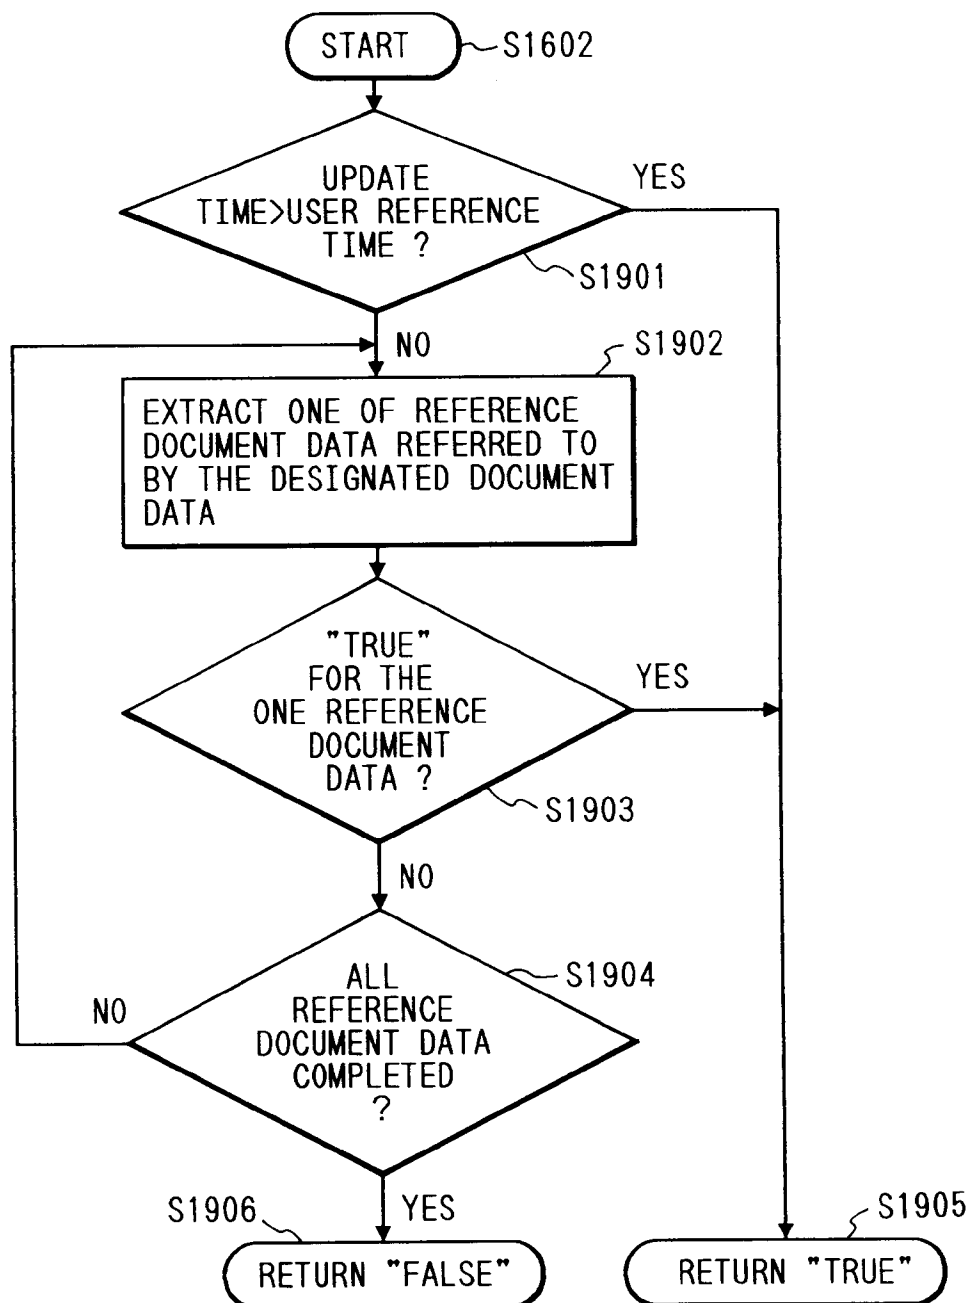 START
S1602
UPDATE
TIME>USER REFERENCE
TIME ?
YES
S1901
NO
S1902
EXTRACT ONE OF REFERENCE
DOCUMENT DATA REFERRED TO
BY THE DESIGNATED DOCUMENT
DATA
"TRUE"
FOR THE
ONE REFERENCE
DOCUMENT
DATA ?
YES
S1903
NO
ALL
REFERENCE
DOCUMENT DATA
COMPLETED
?
S1904
NO
YES
S1906
RETURN "FALSE"
S1905
RETURN "TRUE"